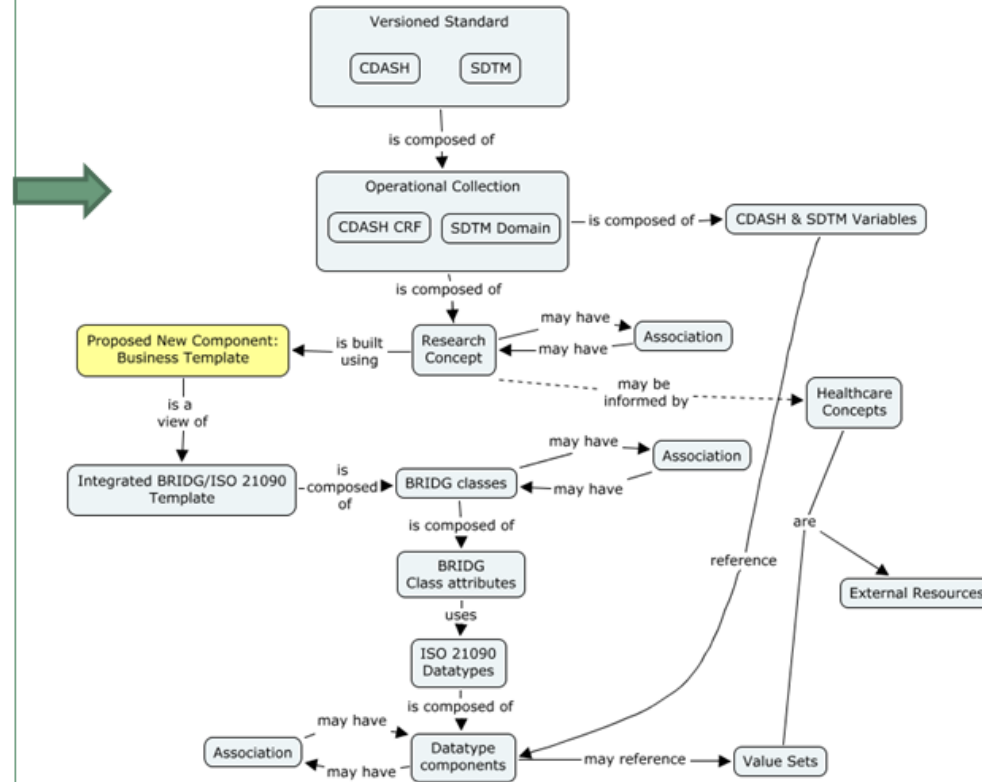 Versioned Standard
CDASH
SDTM
is composed of
Operational Collection
CDASH CRF
SDTM Domain
is composed of
CDASH & SDTM Variables
is composed of
Proposed New Component:
Business Template
is built
using
Research
Concept
may have
may have
Association
is a
view of
may be
informed by
Healthcare
Concepts
Integrated BRIDG/ISO 21090
Template
is
composed
of
BRIDG classes
may have
may have
Association
is composed of
are
BRIDG
Class attributes
reference
External Resources
uses
ISO 21090
Datatypes
is composed of
Association
may have
may have
Datatype
components
may reference
Value Sets